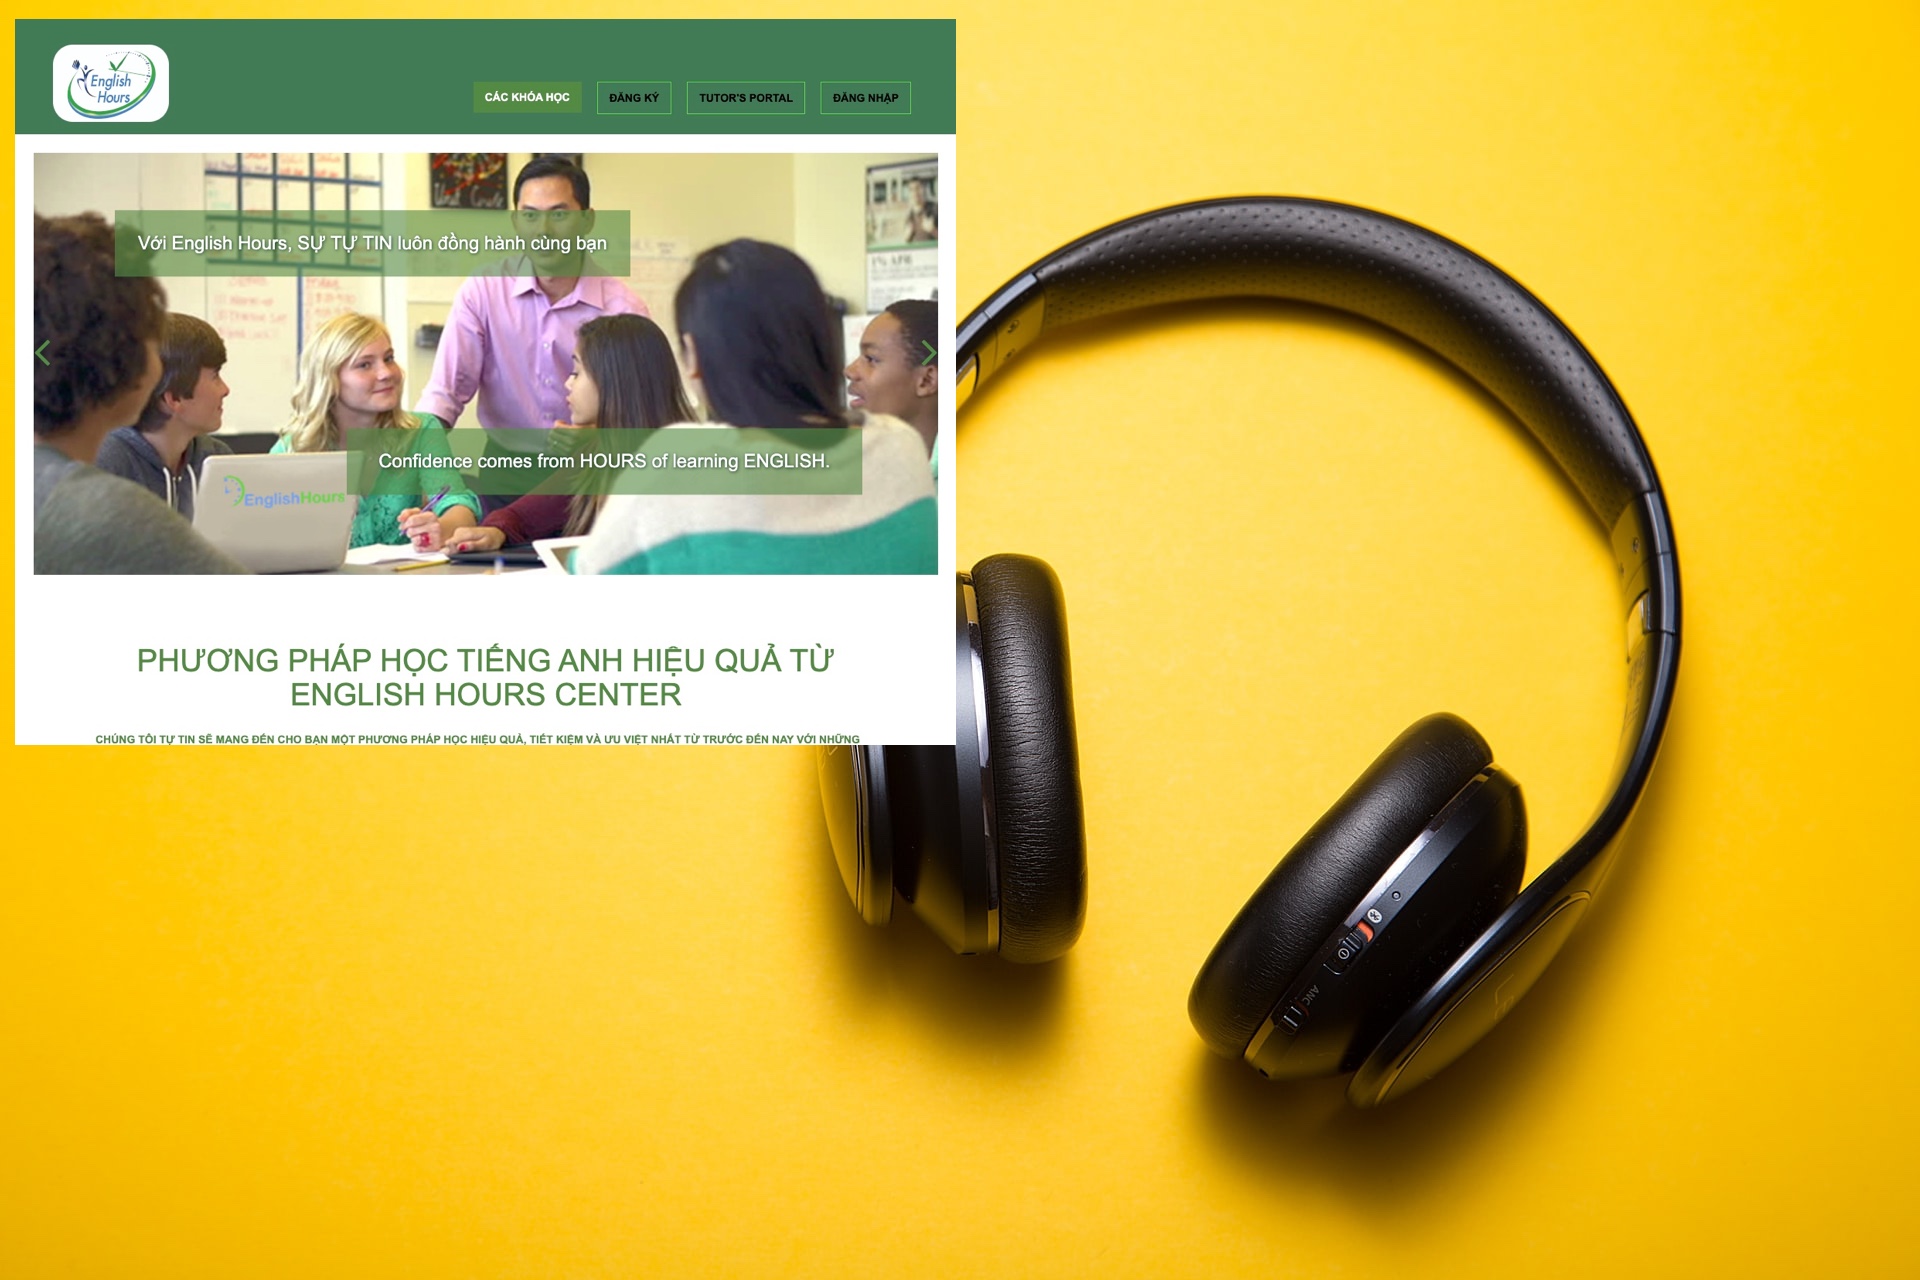 English
Hours
CÁC KHÓA HỌC
ĐĂNG KÝ
TUTOR'S PORTAL
ĐĂNG NHẬP
Unit Circle
Với English Hours, SỰ TỰ TIN luôn đồng hành cùng bạn
Confidence comes from HOURS of learning ENGLISH.
EnglishHours
PHƯƠNG PHÁP HỌC TIẾNG ANH HIỆU QUẢ TỪ
ENGLISH HOURS CENTER
CHÚNG TÔI TỰ TIN SẼ MANG ĐẾN CHO BẠN MỘT PHƯƠNG PHÁP HỌC HIỆU QUẢ, TIẾT KIỆM VÀ ƯU VIỆT NHẤT TỪ TRƯỚC ĐẾN NAY VỚI NHỮNG
ANC